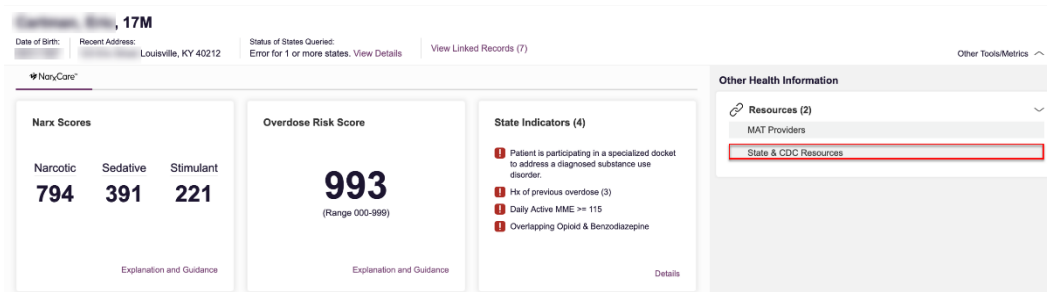 , 17M
Date of Birth:
Recent Address:
Louisville, KY 40212
Status of States Queried:
Error for 1 or more states. View Details
View Linked Records (7)
Other Tools/Metrics
NarxCare
Narx Scores
Narcotic Sedative Stimulant
794 391 221
Explanation and Guidance
Overdose Risk Score
993
(Range 000-999)
Explanation and Guidance
State Indicators (4)
Patient is participating in a specialized docket
to address a diagnosed substance use
disorder.
Hx of previous overdose (3)
Daily Active MME >= 115
Overlapping Opioid & Benzodiazepine
Details
Other Health Information
Resources (2)
MAT Providers
State & CDC Resources